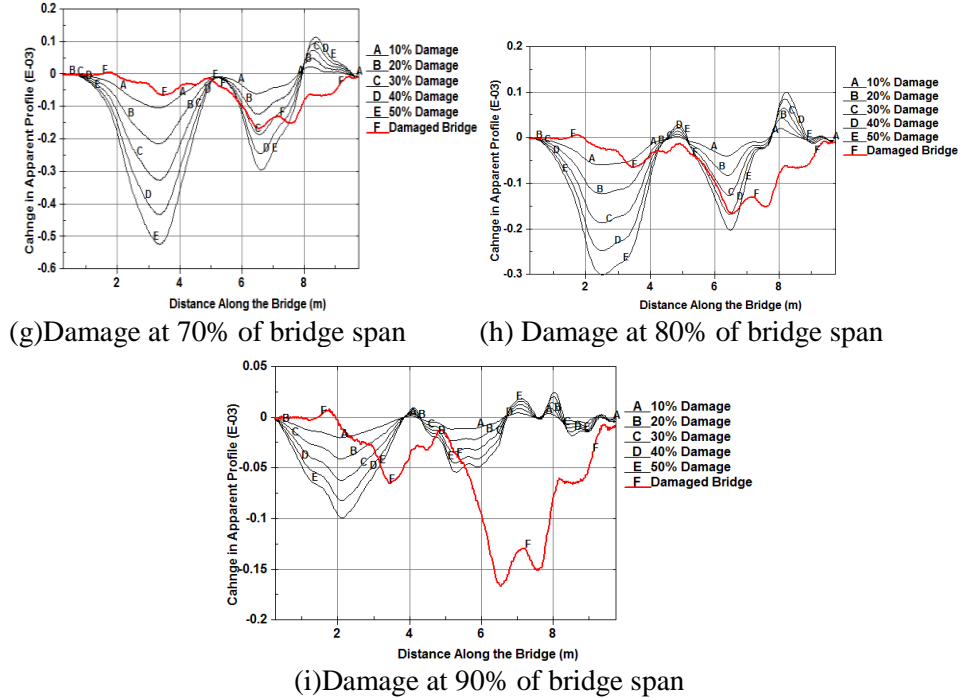 0.2
0.1
0
-0.1
-0.2
-0.3
-0.4
-0.5
-0.6
Cahnge in Apparent Profile (E-03)
2 4 6 8
Distance Along the Bridge (m)
A 10% Damage
B 20% Damage
C 30% Damage
D 40% Damage
E 50% Damage
F Damaged Bridge
(g)Damage at 70% of bridge span
0.2
0.1
0
-0.1
-0.2
-0.3
Cahnge in Apparent Profile (E-03)
2 4 6 8
Distance Along the Bridge (m)
A 10% Damage
B 20% Damage
C 30% Damage
D 40% Damage
E 50% Damage
F Damaged Bridge
(h) Damage at 80% of bridge span
0.05
0
-0.05
-0.1
-0.15
-0.2
Cahnge in Apparent Profile (E-03)
2 4 6 8
Distance Along the Bridge (m)
A 10% Damage
B 20% Damage
C 30% Damage
D 40% Damage
E 50% Damage
F Damaged Bridge
(i)Damage at 90% of bridge span